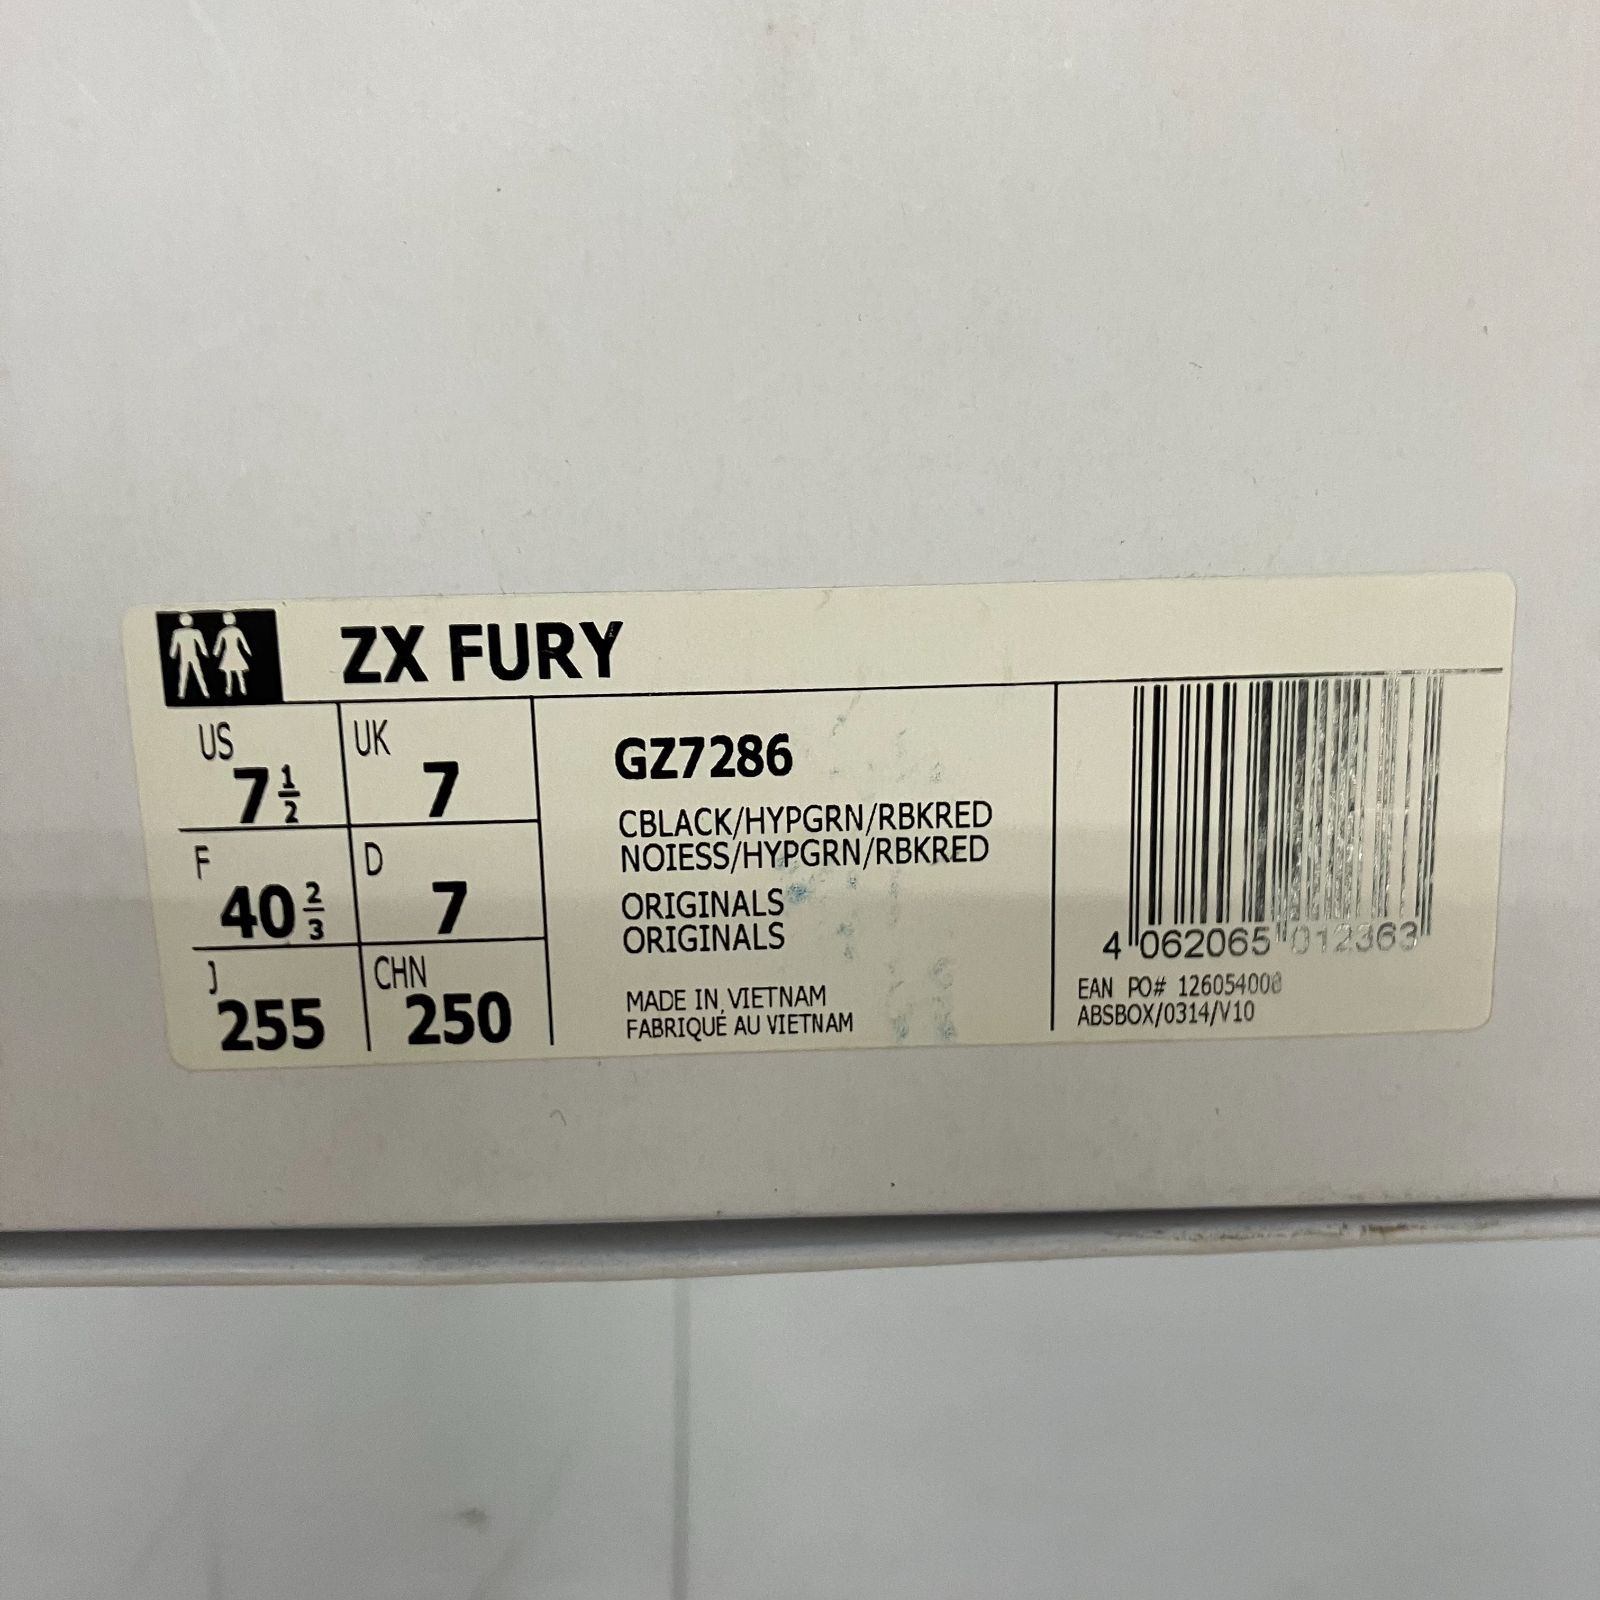 ZX FURY
US
7 1/2
UK
7
F
40 2/3
D
7
J
255
CHN
250
GZ7286
CBLACK/HYPGRN/RBKRED
NOIESS/HYPGRN/RBKRED
ORIGINALS
ORIGINALS
MADE IN VIETNAM
FABRIQUÉ AU VIETNAM
4 062065 012363
EAN PO# 126054000
ABSBOX/0314/V10